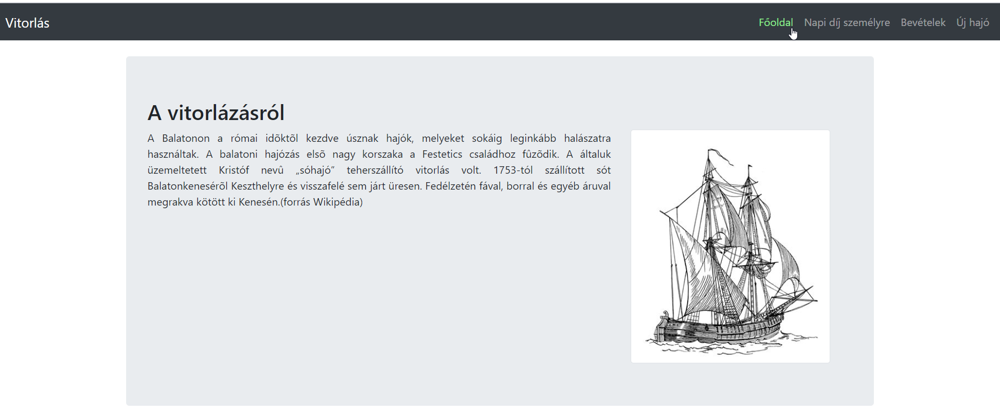 Vitorlás
Főoldal Napi díj személyre Bevételek Új hajó
A vitorlázásról
A Balatonon a római idõktõl kezdve úsznak hajók, melyeket sokáig leginkább halászatra
használtak. A balatoni hajózás elsõ nagy korszaka a Festetics családhoz fûzõdik. A általuk
üzemeltetett Kristóf nevû „sóhajó” teherszállító vitorlás volt. 1753-tól szállított sót
Balatonkenesérõl Keszthelyre és visszafelé sem járt üresen. Fedélzetén fával, borral és egyéb áruval
megrakva kötött ki Kenesén.(forrás Wikipédia)